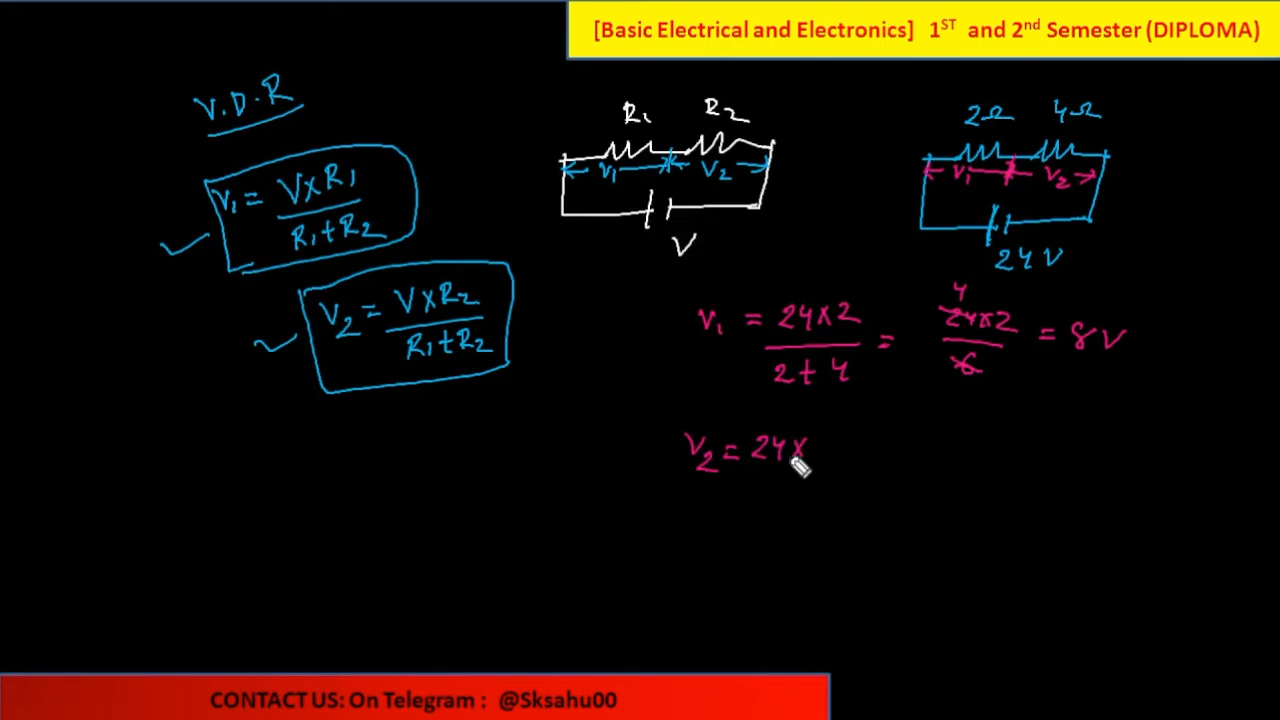 [Basic Electrical and Electronics] 1ST and 2nd Semester (DIPLOMA)
V.D.R
V1 = V×R1 / R1+R2
V2 = V×R2 / R1+R2
R1 R2
V1 V2
V
2Ω 4Ω
V1 V2
24V
V1 = 24×2 / 2+4 = 4 24×2 / 6 = 8V
V2 = 24×
CONTACT US: On Telegram : @Sksahu00